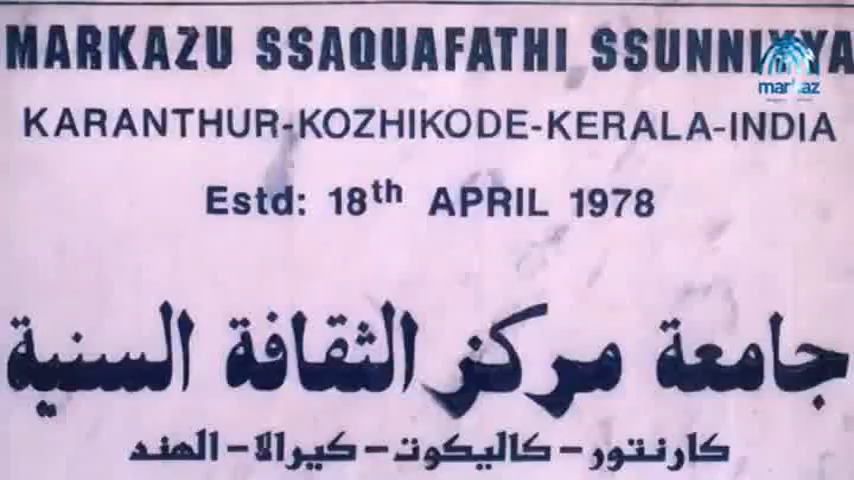 MARKAZU SSAQUAFATHI SSUNNIYYA
markaz
KARANTHUR-KOZHIKODE-KERALA-INDIA
Estd: 18th APRIL 1978
جامعة مركز الثقافة السنية
كارنتور - كاليكوت - كيرالا - الهند